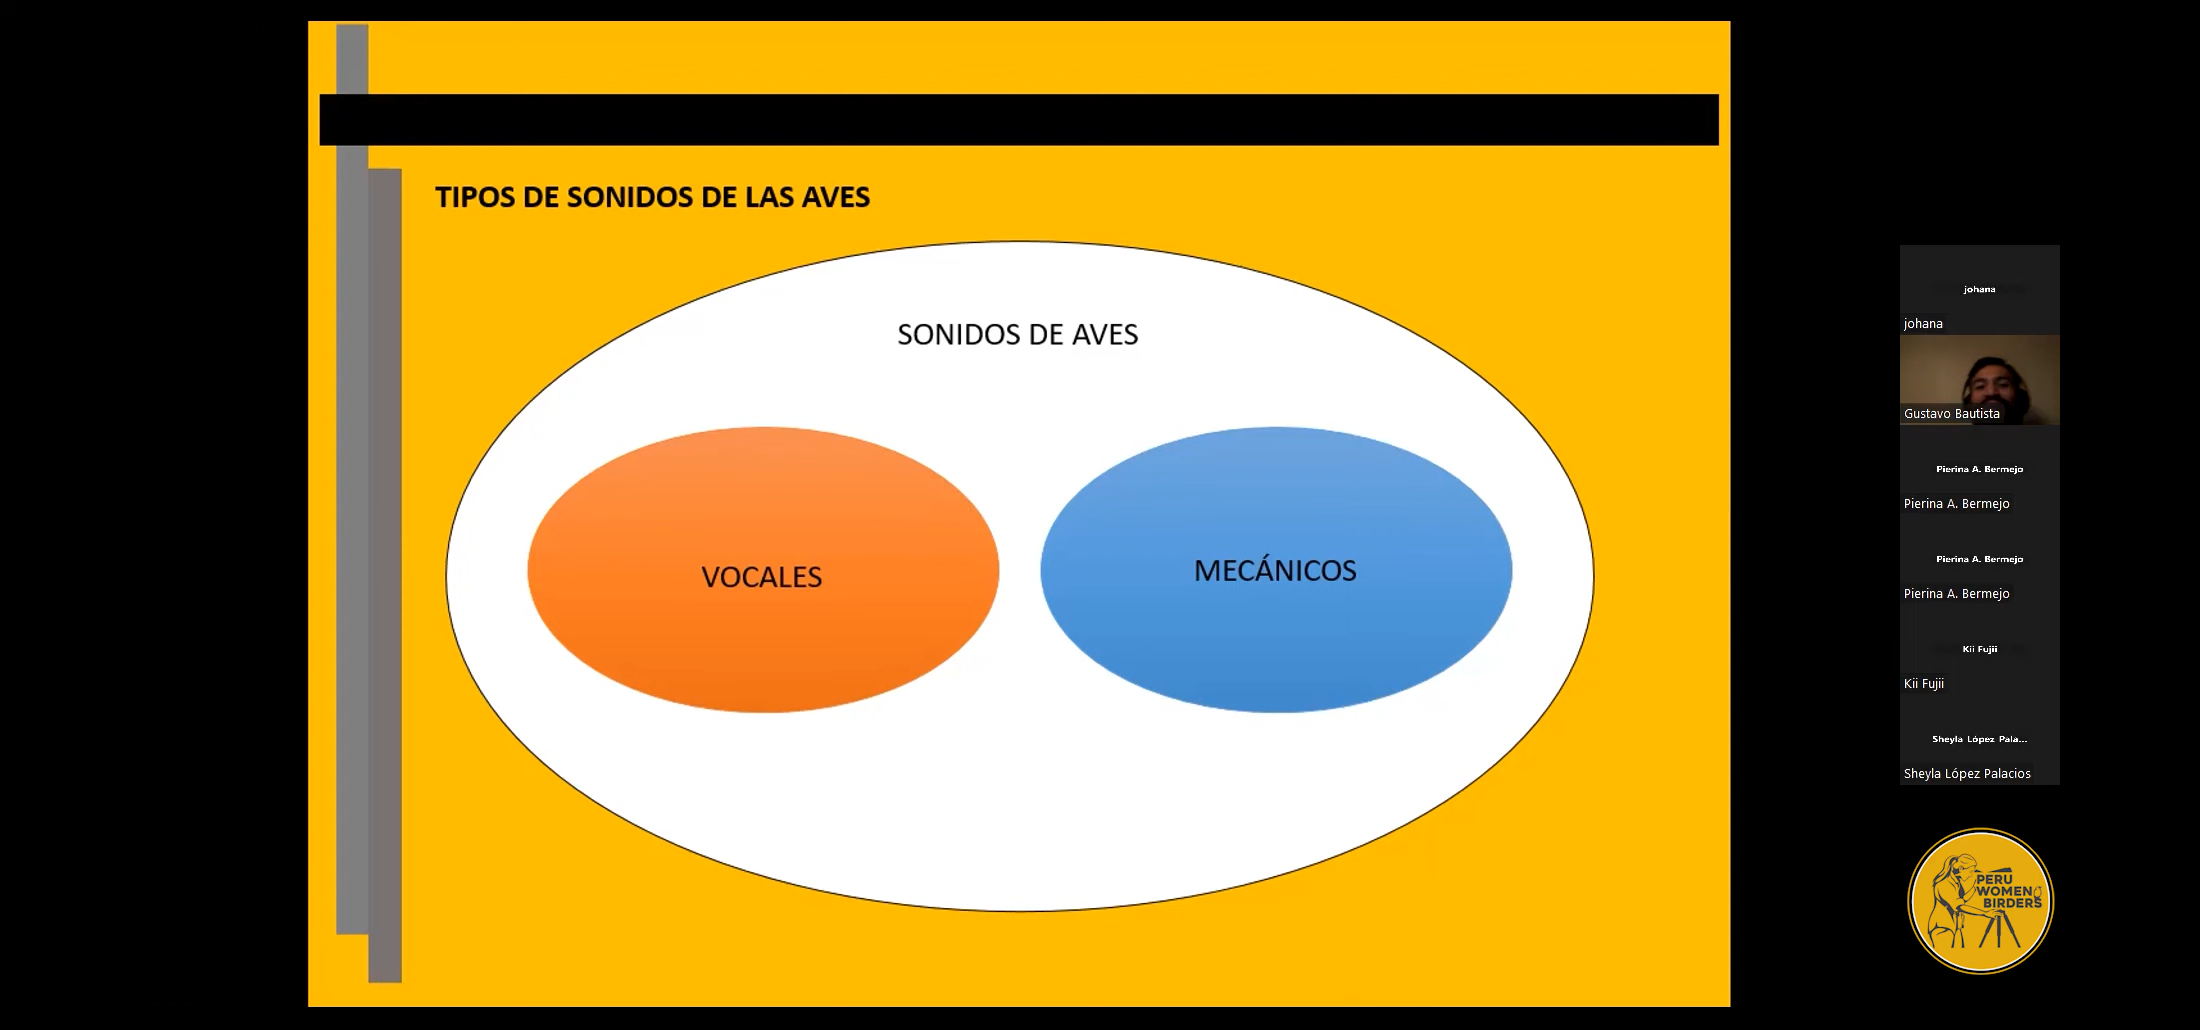 TIPOS DE SONIDOS DE LAS AVES
SONIDOS DE AVES
VOCALES
MECÁNICOS
johana
johana
Gustavo Bautista
Pierina A. Bermejo
Pierina A. Bermejo
Pierina A. Bermejo
Pierina A. Bermejo
Kii Fujii
Kii Fujii
Sheyla López Pala...
Sheyla López Palacios
PERU
WOMEN
BIRDERS